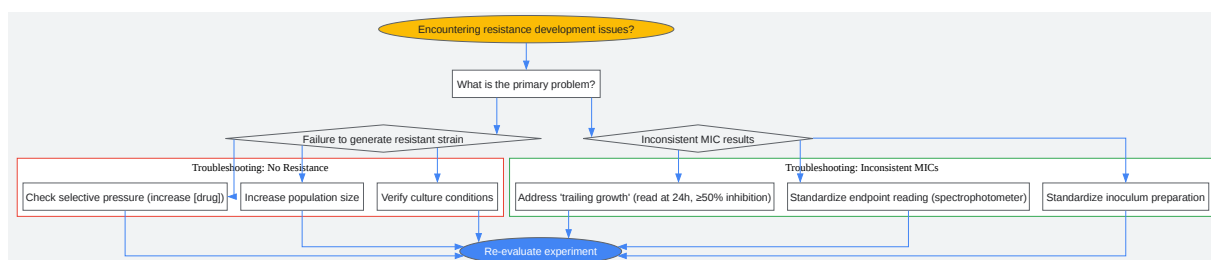 Encountering resistance development issues?
What is the primary problem?
Failure to generate resistant strain
Inconsistent MIC results
Troubleshooting: No Resistance
Troubleshooting: Inconsistent MICs
Check selective pressure (increase [drug])
Increase population size
Verify culture conditions
Address 'trailing growth' (read at 24h, ≥50% inhibition)
Standardize endpoint reading (spectrophotometer)
Standardize inoculum preparation
Re-evaluate experiment